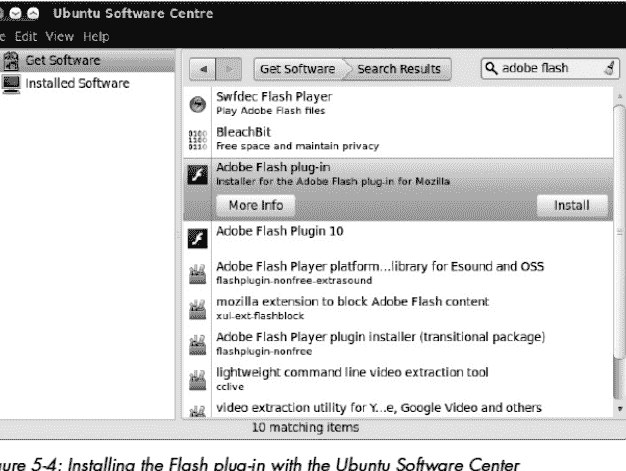 Ubuntu Software Centre
Edit View Help
Get Software
Installed Software
Get Software
Search Results
adobe flash
Swfdec Flash Player
Play Adobe Flash files
BleachBit
Free space and maintain privacy
Adobe Flash plug-in
Installer for the Adobe Flash plug-in for Mozilla
More Info
Install
Adobe Flash Plugin 10
Adobe Flash Player platform...library for Esound and OSS
flashplugin-nonfree-extrasound
mozilla extension to block Adobe Flash content
xul-ext-flashblock
Adobe Flash Player plugin installer (transitional package)
flashplugin-nonfree
lightweight command line video extraction tool
cclive
video extraction utility for Y...e, Google Video and others
10 matching items
gure 5-4: Installing the Flash plug-in with the Ubuntu Software Center